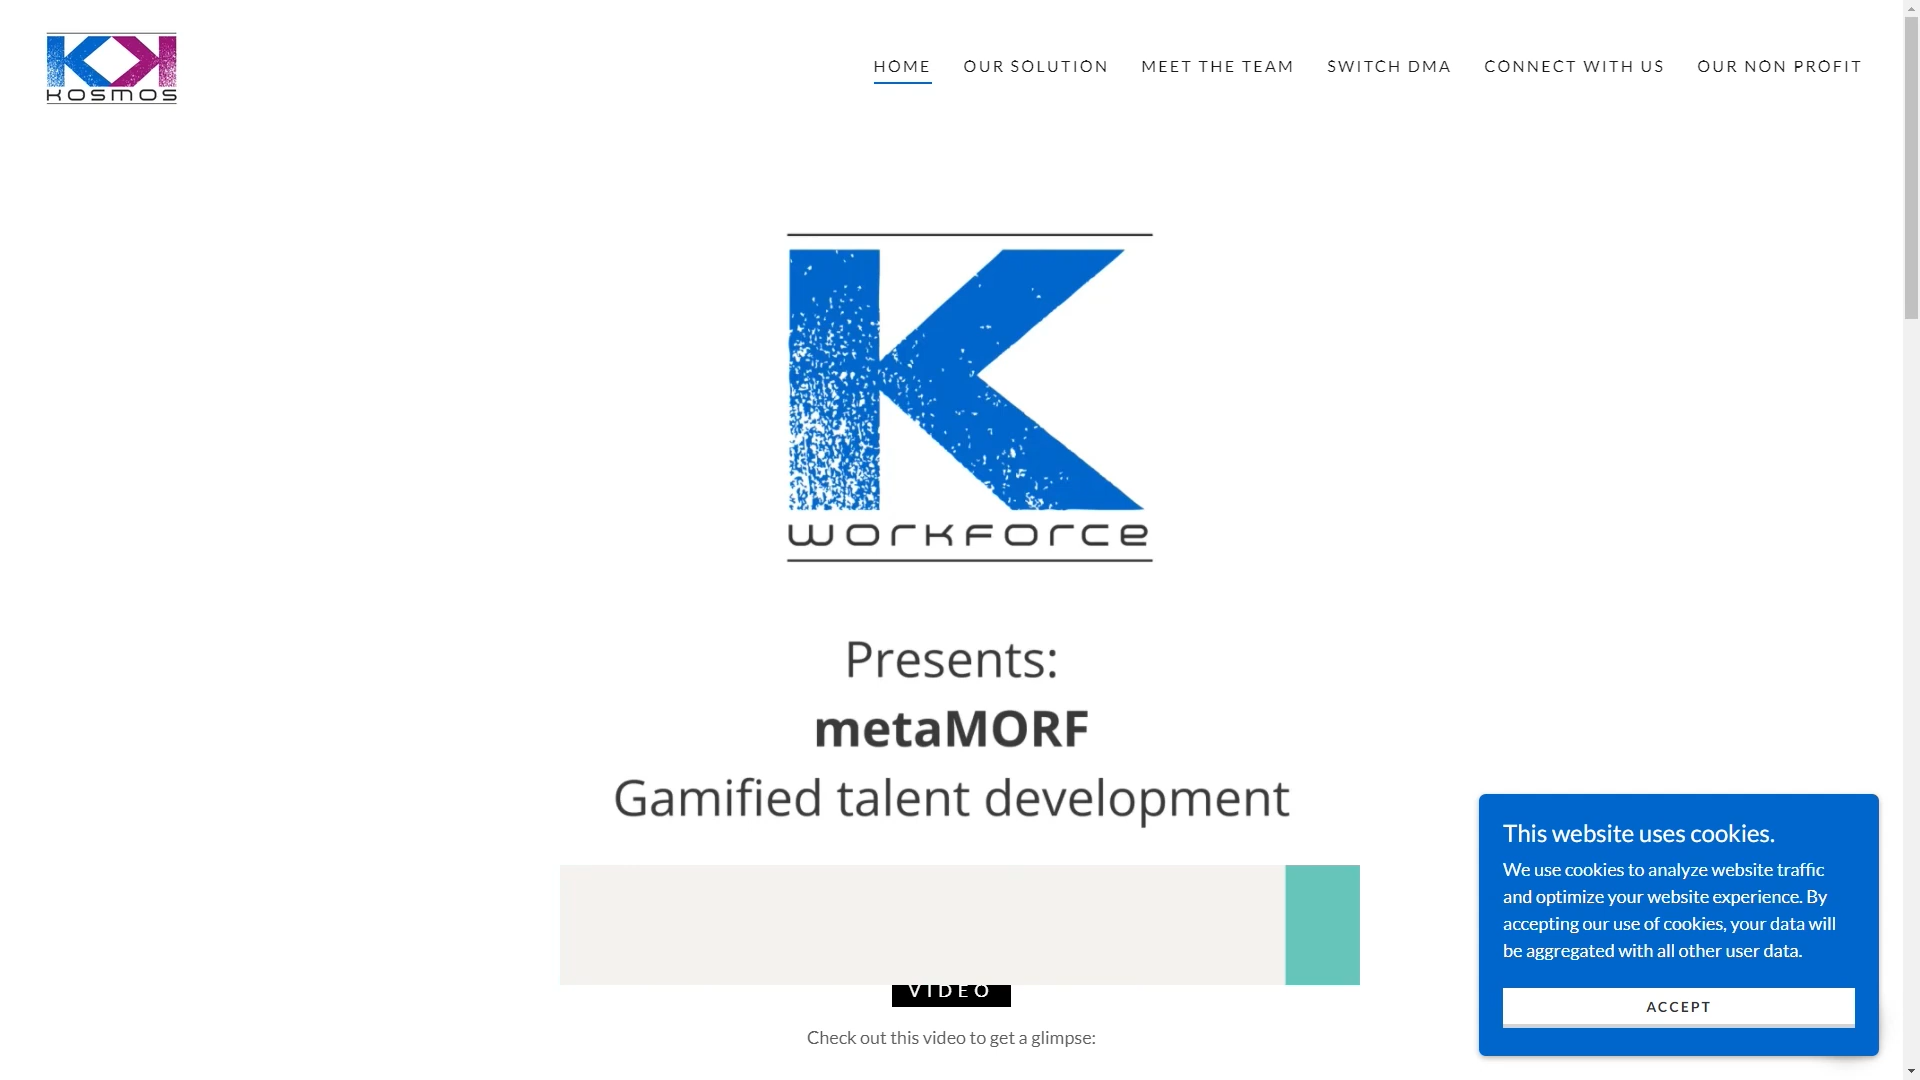 KOSMOS
HOME
OUR SOLUTION
MEET THE TEAM
SWITCH DMA
CONNECT WITH US
OUR NON PROFIT
K
workforce
Presents:
metaMORF
Gamified talent development
VIDEO
Check out this video to get a glimpse:
This website uses cookies.
We use cookies to analyze website traffic
and optimize your website experience. By
accepting our use of cookies, your data will
be aggregated with all other user data.
ACCEPT